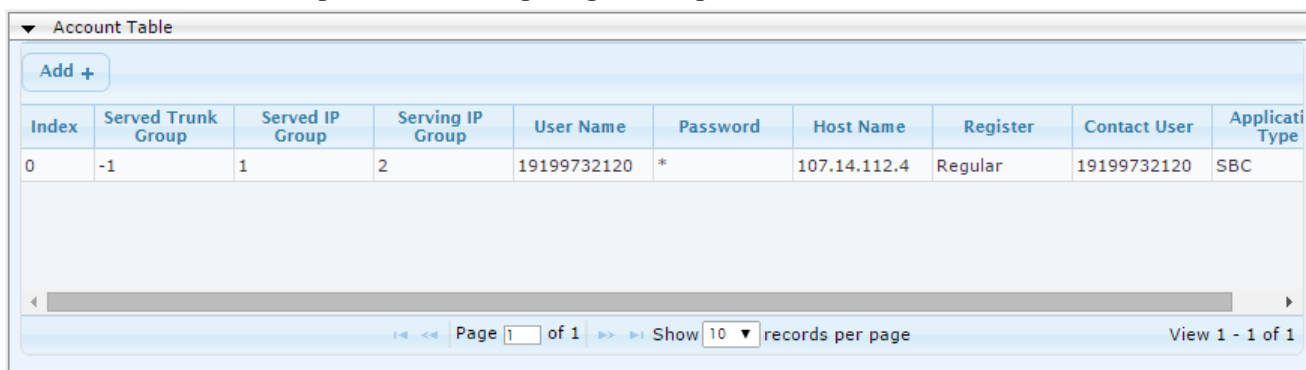 Account Table
Add +
Index Served Trunk Group Served IP Group Serving IP Group User Name Password Host Name Register Contact User Applicati Type
0 -1 1 2 19199732120 * 107.14.112.4 Regular 19199732120 SBC
Page 1 of 1 Show 10 records per page View 1 - 1 of 1